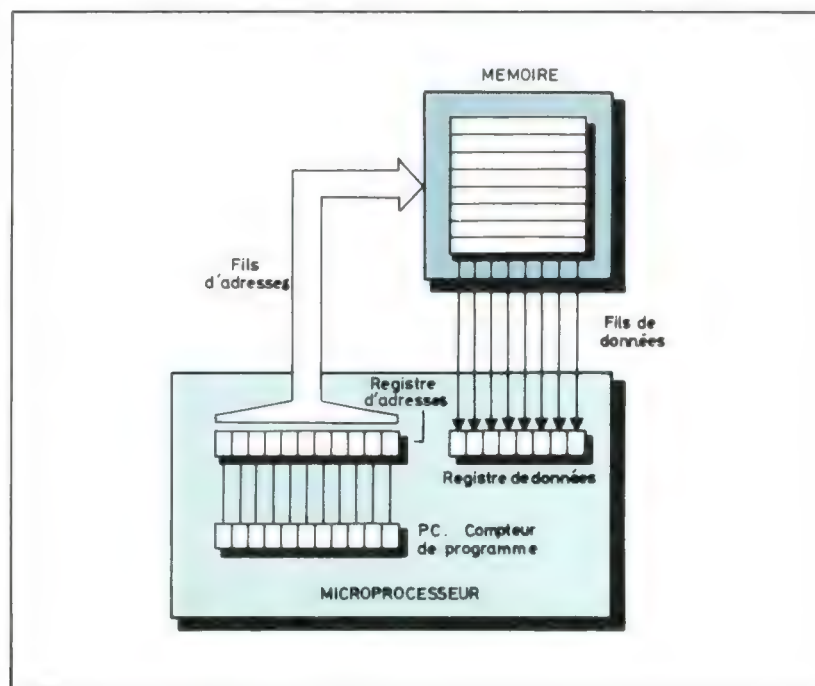 MEMOIRE
Fils
d'adresses
Fils de
données
Registre
d'adresses
Registre de données
PC. Compteur
de programme
MICROPROCESSEUR